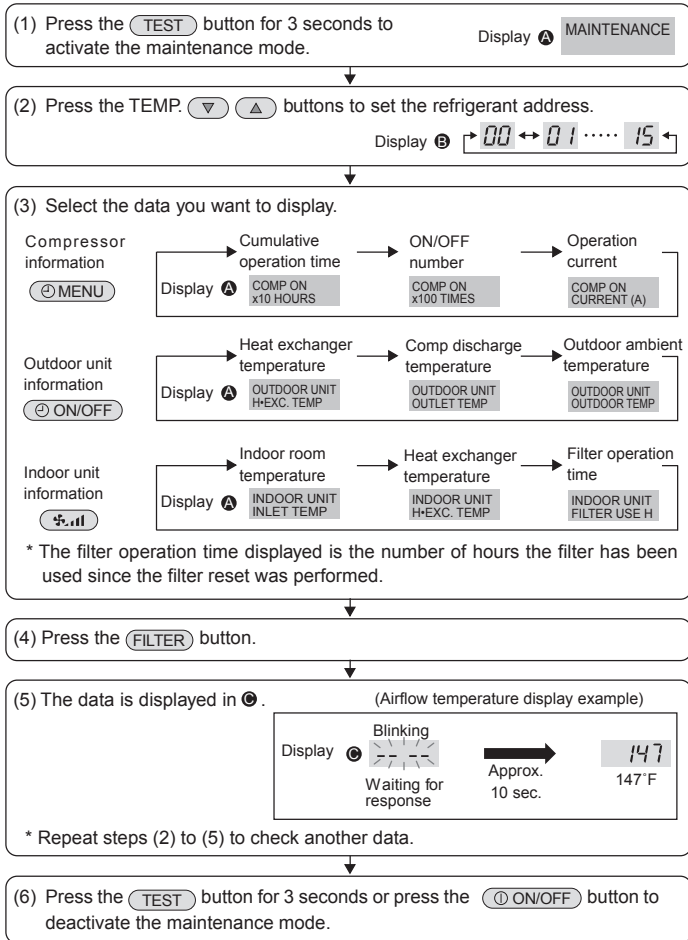 (1) Press the TEST button for 3 seconds to
activate the maintenance mode.
Display A MAINTENANCE
(2) Press the TEMP. ▽ △ buttons to set the refrigerant address.
Display B 00 ↔ 01 ····· 15
(3) Select the data you want to display.
Compressor
information
MENU
Cumulative
operation time
ON/OFF
number
Operation
current
Display A
COMP ON
x10 HOURS
COMP ON
x100 TIMES
COMP ON
CURRENT (A)
Outdoor unit
information
ON/OFF
Heat exchanger
temperature
Comp discharge
temperature
Outdoor ambient
temperature
Display A
OUTDOOR UNIT
H•EXC. TEMP
OUTDOOR UNIT
OUTLET TEMP
OUTDOOR UNIT
OUTDOOR TEMP
Indoor unit
information
Indoor room
temperature
Heat exchanger
temperature
Filter operation
time
Display A
INDOOR UNIT
INLET TEMP
INDOOR UNIT
H•EXC. TEMP
INDOOR UNIT
FILTER USE H
* The filter operation time displayed is the number of hours the filter has been
used since the filter reset was performed.
(4) Press the FILTER button.
(5) The data is displayed in C.
(Airflow temperature display example)
Display C
Blinking
-- --
Waiting for
response
Approx.
10 sec.
147
147°F
* Repeat steps (2) to (5) to check another data.
(6) Press the TEST button for 3 seconds or press the ON/OFF button to
deactivate the maintenance mode.